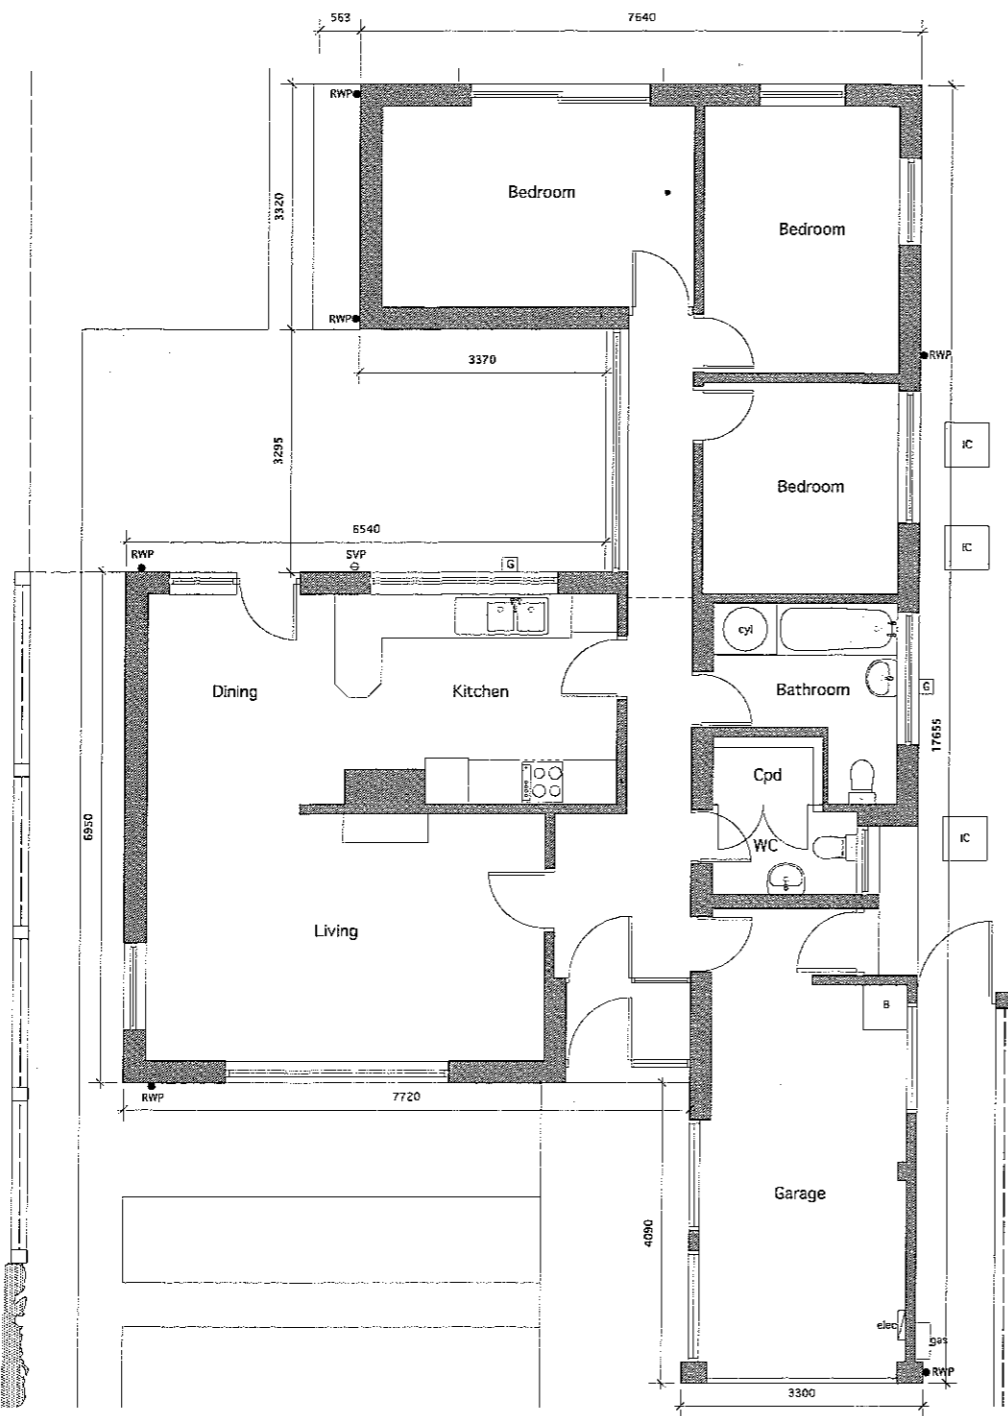 563
7640
RWP
3320
Bedroom
Bedroom
RWP
RWP
3370
3295
IC
Bedroom
6540
RWP
SVP
G
IC
cyl
Dining
Kitchen
Bathroom
G
17655
Cpd
6950
WC
IC
Living
B
RWP
7720
Garage
4090
elec
gas
RWP
3300